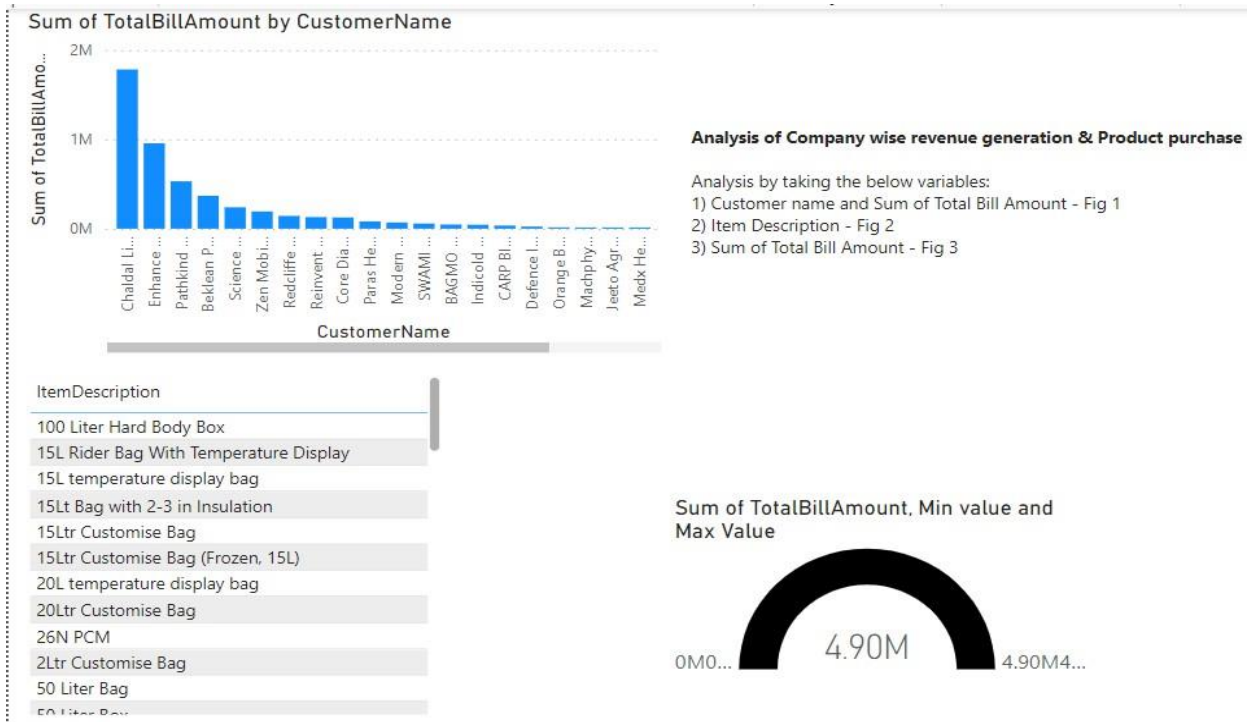 Sum of TotalBillAmount by CustomerName
Sum of TotalBillAmo...
2M
1M
0M
Chaldal Li...
Enhance ...
Pathkind ...
Beklean P...
Science ...
Zen Mobi...
Redcliffe ...
Reinvent ...
Core Dia...
Paras He...
Modern ...
SWAMI ...
BAGMO ...
Indicold ...
CARP Bl...
Defence I...
Orange B...
Machphy...
Jeeto Agr...
Medx He...
CustomerName
Analysis of Company wise revenue generation & Product purchase
Analysis by taking the below variables:
1) Customer name and Sum of Total Bill Amount - Fig 1
2) Item Description - Fig 2
3) Sum of Total Bill Amount - Fig 3
ItemDescription
100 Liter Hard Body Box
15L Rider Bag With Temperature Display
15L temperature display bag
15Lt Bag with 2-3 in Insulation
15Ltr Customise Bag
15Ltr Customise Bag (Frozen, 15L)
20L temperature display bag
20Ltr Customise Bag
26N PCM
2Ltr Customise Bag
50 Liter Bag
50 Liter Box
Sum of TotalBillAmount, Min value and
Max Value
4.90M
0M0...
4.90M4...